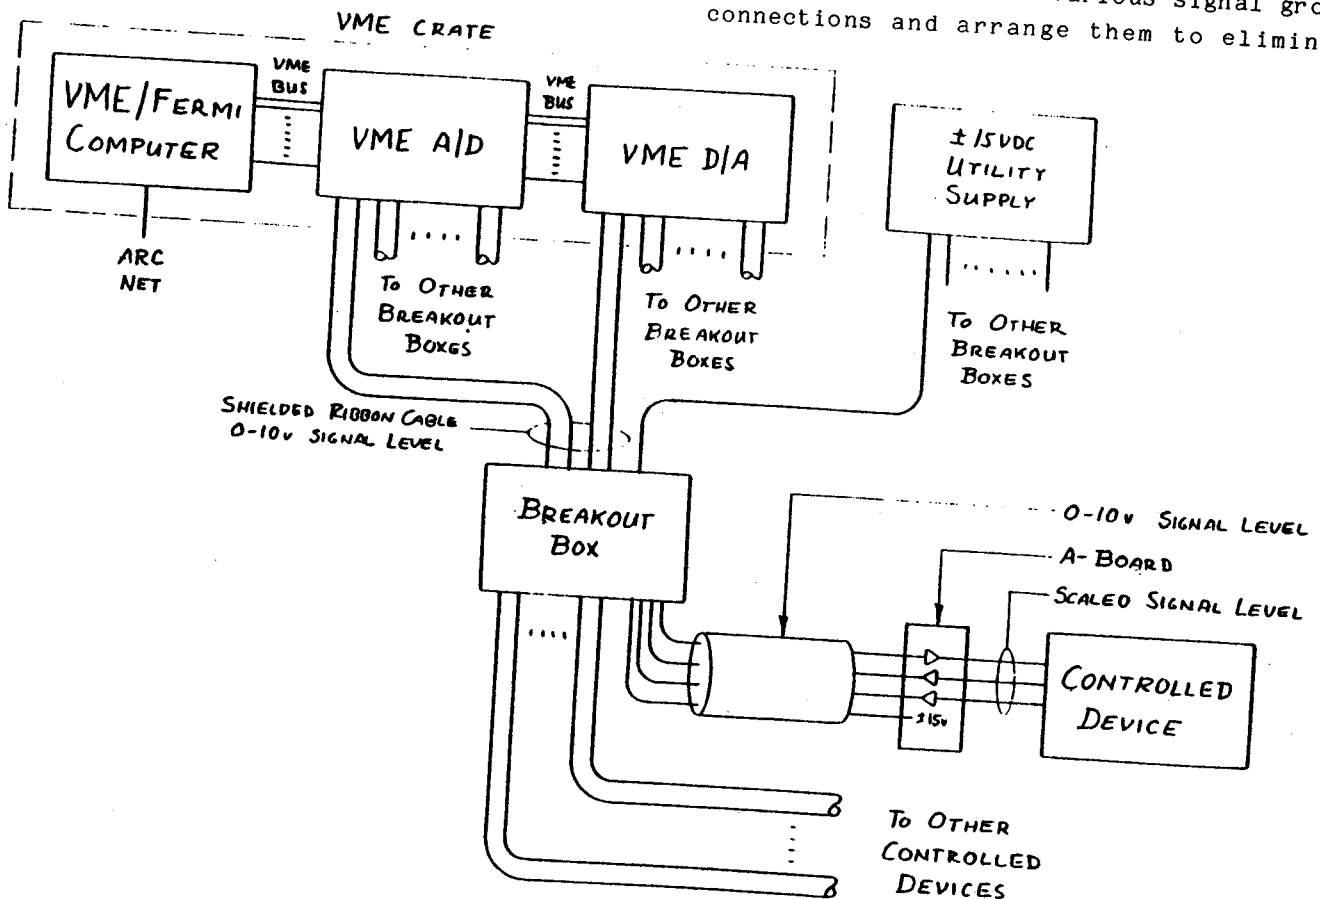 various signal gro
connections and arrange them to elimin
VME CRATE
VME/FERMI
COMPUTER
VME
BUS
VME A/D
VME
BUS
VME D/A
± 15VDC
UTILITY
SUPPLY
ARC
NET
TO OTHER
BREAKOUT
BOXES
TO OTHER
BREAKOUT
BOXES
TO OTHER
BREAKOUT
BOXES
SHIELDED RIBBON CABLE
0-10v SIGNAL LEVEL
BREAKOUT
BOX
0-10v SIGNAL LEVEL
A-BOARD
SCALED SIGNAL LEVEL
±15v
CONTROLLED
DEVICE
TO OTHER
CONTROLLED
DEVICES